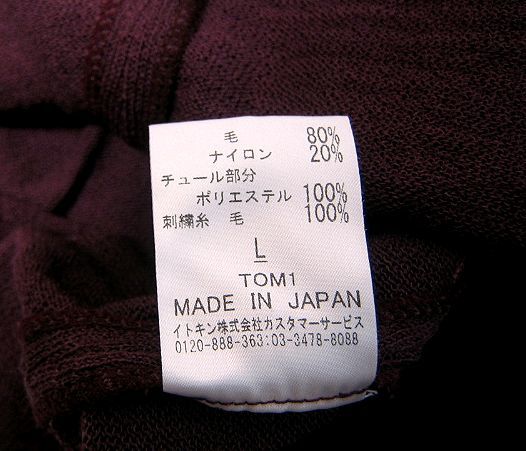 毛 80%
ナイロン 20%
チュール部分
ポリエステル 100%
刺繍糸 毛 100%
L
TOM1
MADE IN JAPAN
イトキン株式会社カスタマーサービス
0120-888-363:03-3478-8088